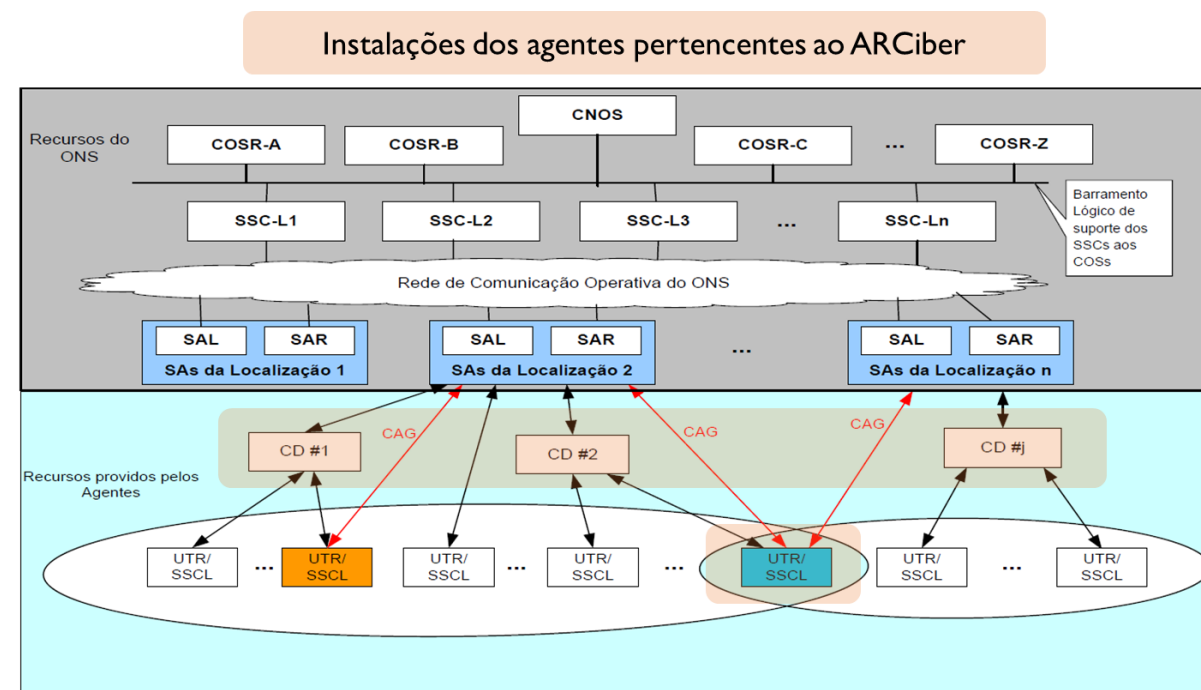 Instalações dos agentes pertencentes ao ARCiber
CNOS
Recursos do
ONS
COSR-A
COSR-B
COSR-C
...
COSR-Z
SSC-L1
SSC-L2
SSC-L3
...
SSC-Ln
Barramento
Lógico de
suporte dos
SSCs aos
COSs
Rede de Comunicação Operativa do ONS
SAL
SAR
SAs da Localização 1
SAL
SAR
SAs da Localização 2
...
SAL
SAR
SAs da Localização n
CAG
CAG
CAG
CD #1
CD #2
CD #j
Recursos providos pelos
Agentes
UTR/
SSCL
...
UTR/
SSCL
UTR/
SSCL
...
UTR/
SSCL
...
UTR/
SSCL
UTR/
SSCL
...
UTR/
SSCL